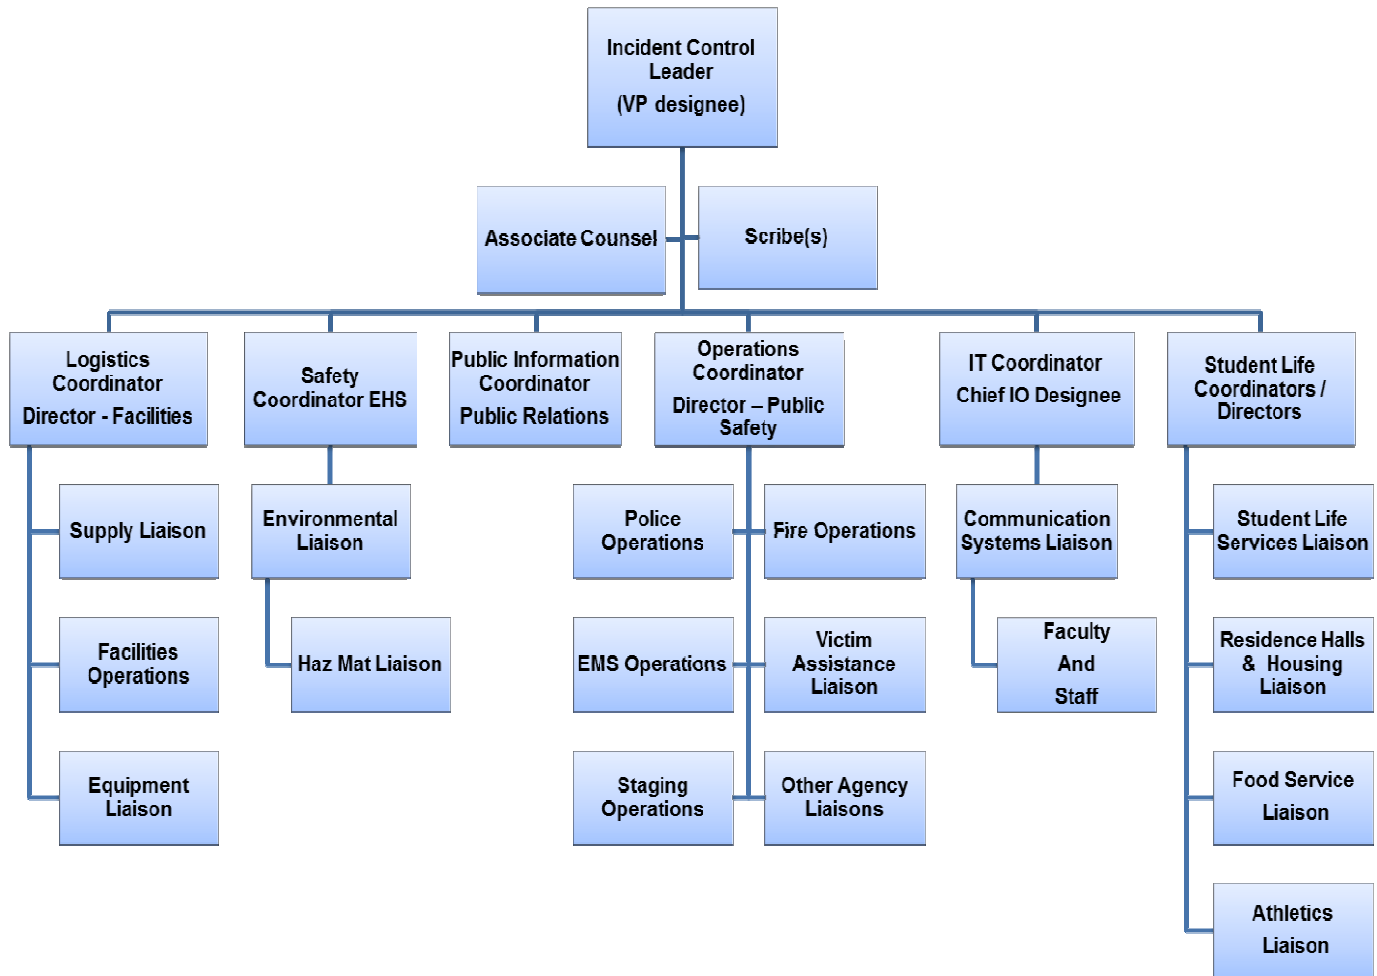 Incident Control
Leader
(VP designee)
Associate Counsel
Scribe(s)
Logistics
Coordinator
Director - Facilities
Safety
Coordinator EHS
Public Information
Coordinator
Public Relations
Operations
Coordinator
Director – Public
Safety
IT Coordinator
Chief IO Designee
Student Life
Coordinators /
Directors
Supply Liaison
Environmental
Liaison
Police
Operations
Fire Operations
Communication
Systems Liaison
Student Life
Services Liaison
Facilities
Operations
Haz Mat Liaison
EMS Operations
Victim
Assistance
Liaison
Faculty
And
Staff
Residence Halls
& Housing
Liaison
Equipment
Liaison
Staging
Operations
Other Agency
Liaisons
Food Service
Liaison
Athletics
Liaison